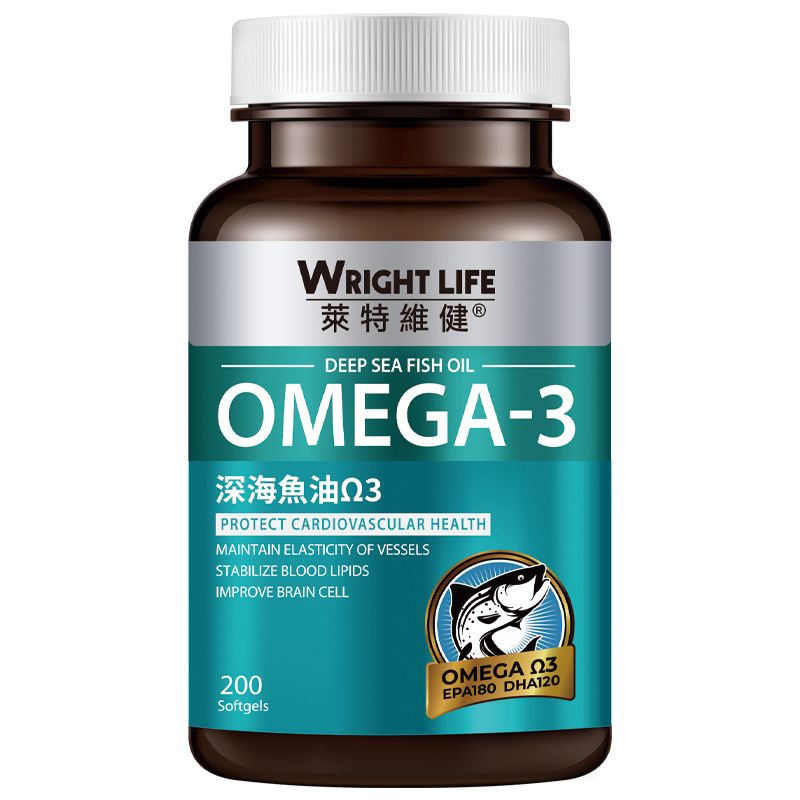 WRIGHT LIFE
萊特維健®
DEEP SEA FISH OIL
OMEGA-3
深海魚油Ω3
PROTECT CARDIOVASCULAR HEALTH
MAINTAIN ELASTICITY OF VESSELS
STABILIZE BLOOD LIPIDS
IMPROVE BRAIN CELL
OMEGA Ω3
EPA180 DHA120
200
Softgels